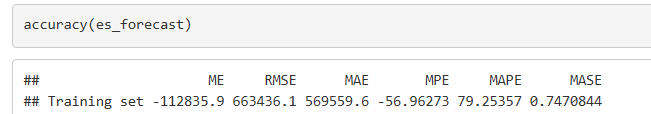 accuracy(es_forecast)
## ME RMSE MAE MPE MAPE MASE
## Training set -112835.9 663436.1 569559.6 -56.96273 79.25357 0.7470844